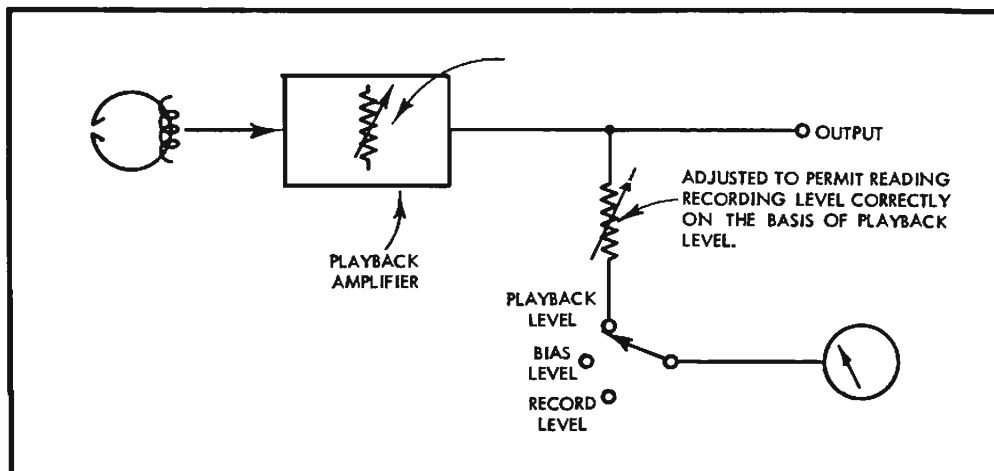 OUTPUT
ADJUSTED TO PERMIT READING
RECORDING LEVEL CORRECTLY
ON THE BASIS OF PLAYBACK
LEVEL.
PLAYBACK
AMPLIFIER
PLAYBACK
LEVEL
BIAS
LEVEL
RECORD
LEVEL